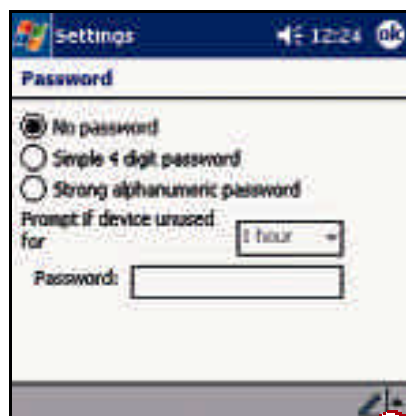 Settings 12:24 ok
Password
No password
Simple 4 digit password
Strong alphanumeric password
Prompt if device unused
for 1 hour
Password: